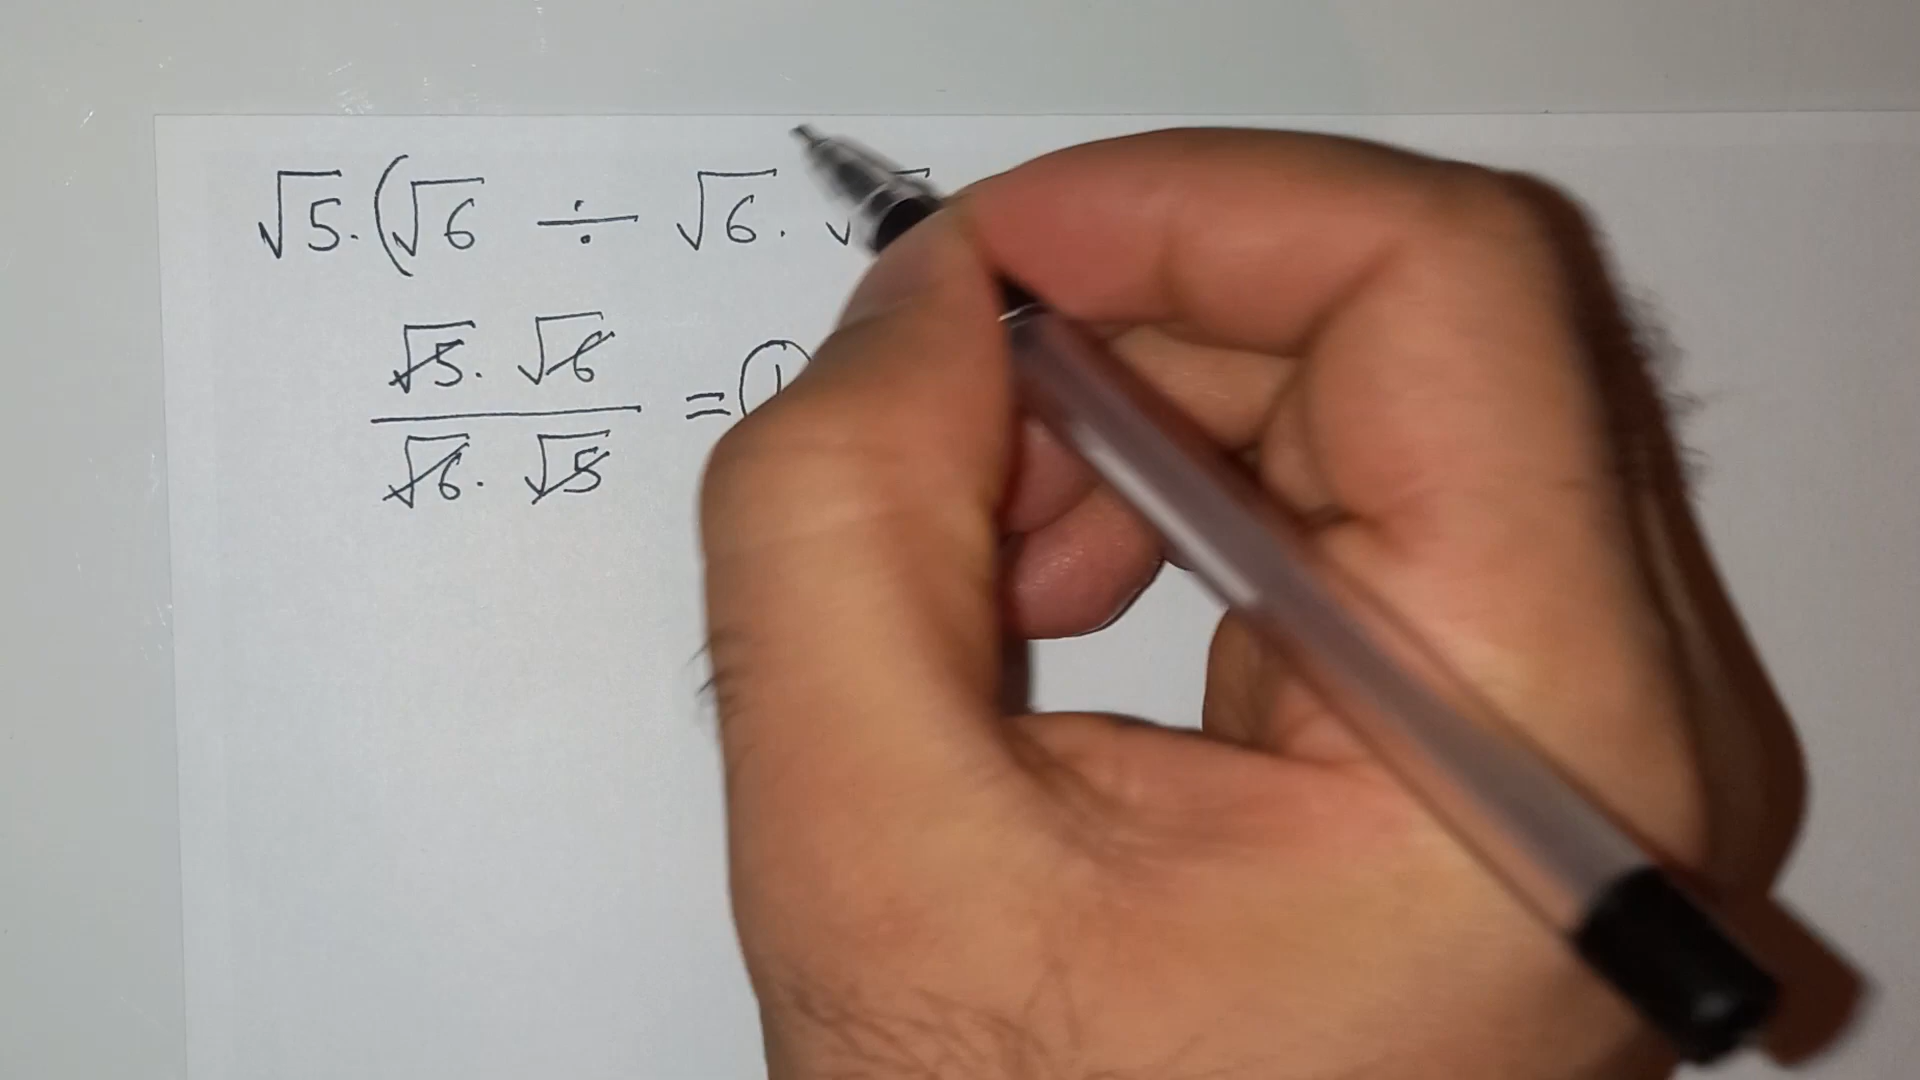 √5.(√6 ÷ √6. √
√5. √6
√6. √5
= 1